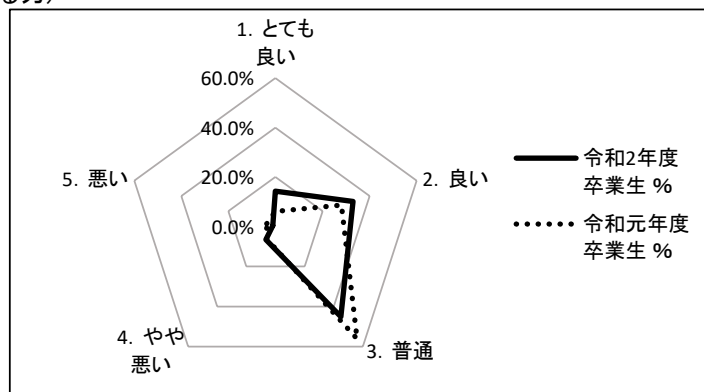 1. とても
良い
60.0%
40.0%
20.0%
0.0%
5. 悪い
2. 良い
4. やや
悪い
3. 普通
令和2年度
卒業生 %
令和元年度
卒業生 %